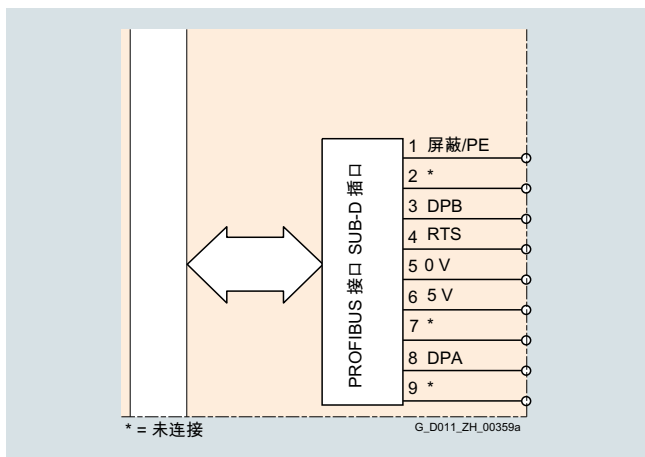 PROFIBUS 接口 SUB-D 插口
1 屏蔽/PE
2 *
3 DPB
4 RTS
5 0 V
6 5 V
7 *
8 DPA
9 *
* = 未连接
G_D011_ZH_00359a